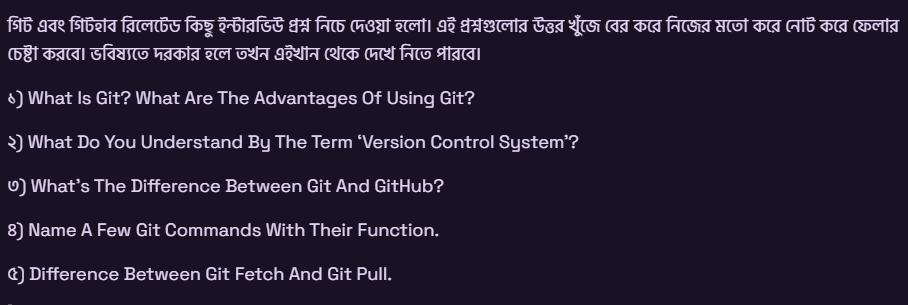 গিট এবং গিটহাব রিলেটেড কিছু ইন্টারভিউ প্রশ্ন নিচে দেওয়া হলো। এই প্রশ্নগুলোর উত্তর খুঁজে বের করে নিজের মতো করে নোট করে ফেলার
চেষ্টা করবে। ভবিষ্যতে দরকার হলে তখন এইখান থেকে দেখে নিতে পারবে।
১) What Is Git? What Are The Advantages Of Using Git?
২) What Do You Understand By The Term ‘Version Control System’?
৩) What’s The Difference Between Git And GitHub?
৪) Name A Few Git Commands With Their Function.
৫) Difference Between Git Fetch And Git Pull.